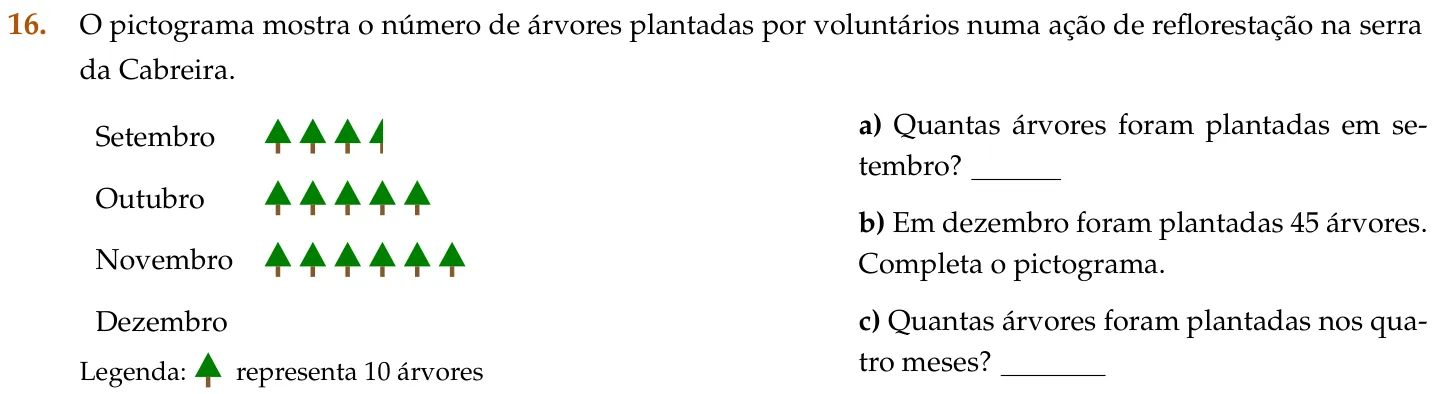 16. O pictograma mostra o número de árvores plantadas por voluntários numa ação de reflorestação na serra
da Cabreira.
Setembro
Outubro
Novembro
Dezembro
Legenda: representa 10 árvores
a) Quantas árvores foram plantadas em se-
tembro? ______
b) Em dezembro foram plantadas 45 árvores.
Completa o pictograma.
c) Quantas árvores foram plantadas nos qua-
tro meses? _______